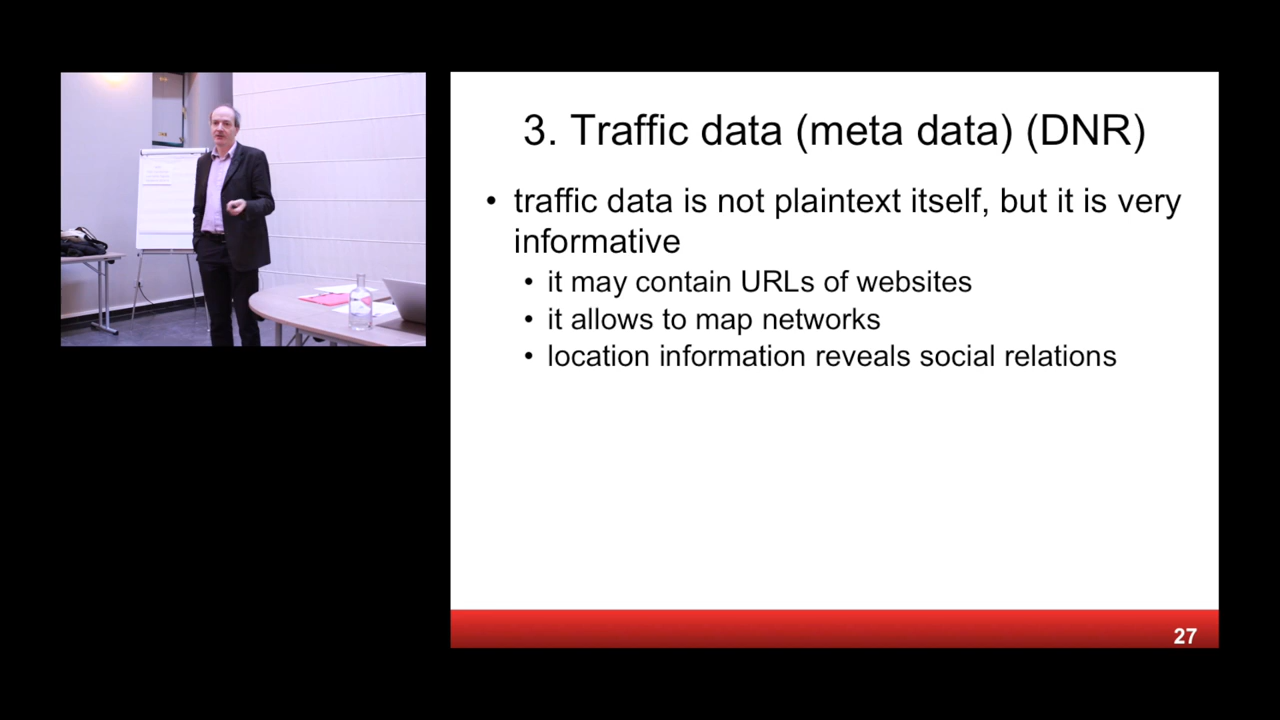 3. Traffic data (meta data) (DNR)
• traffic data is not plaintext itself, but it is very
informative
• it may contain URLs of websites
• it allows to map networks
• location information reveals social relations
27